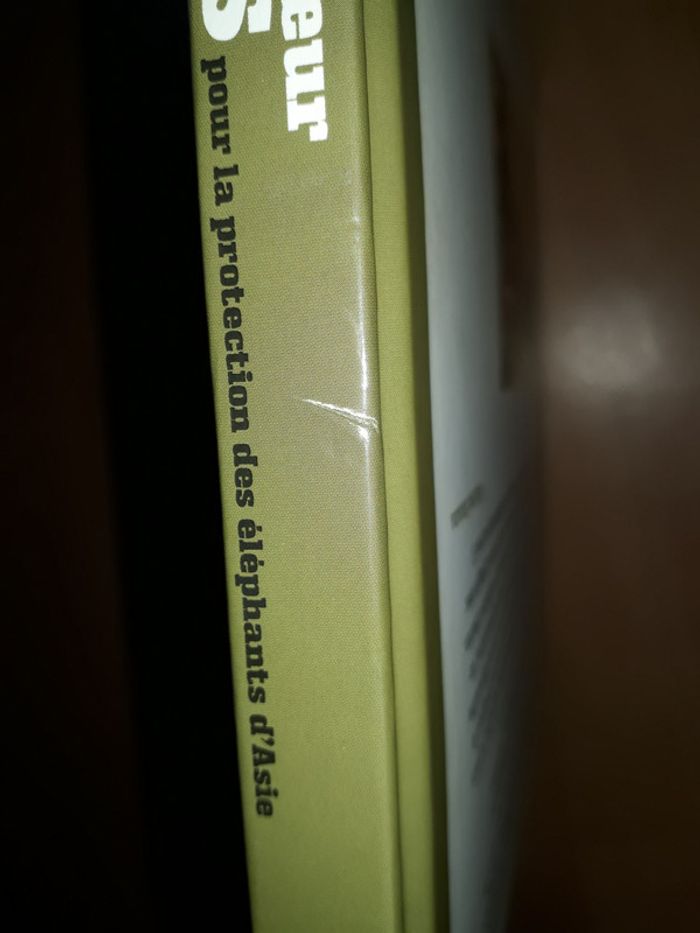 eur
S
pour la protection des éléphants d'Asie